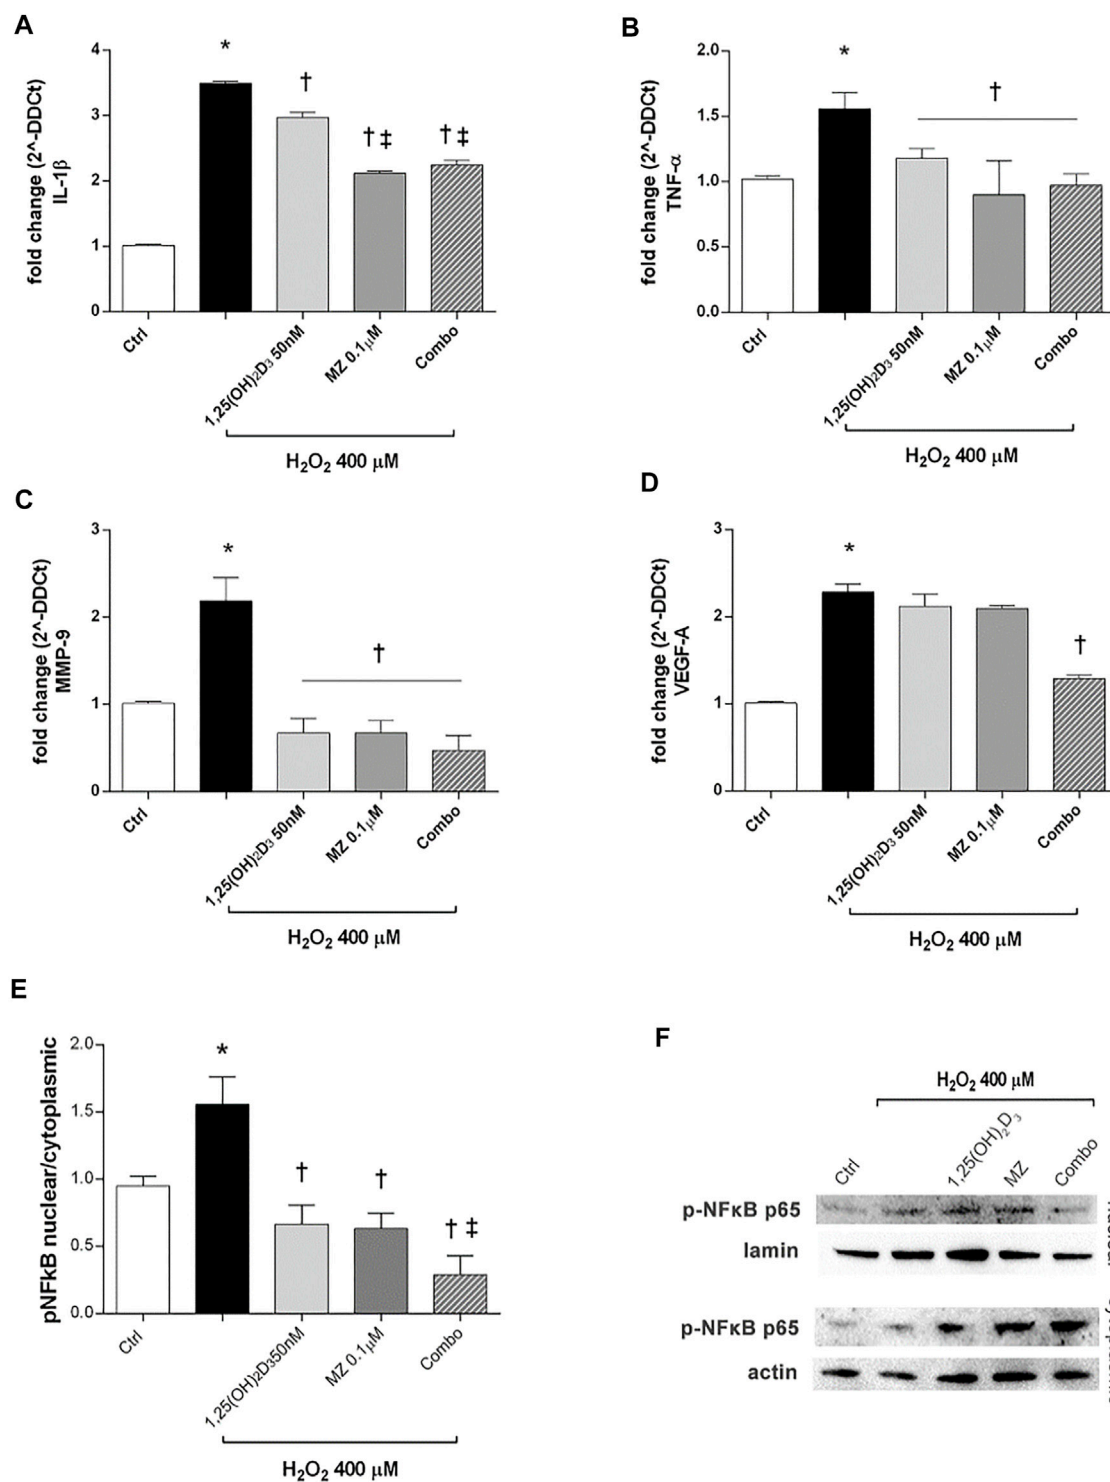 A
fold change (2^-DDCt)
IL-1β
4
3
2
1
0
*
†
†‡
†‡
Ctrl
1,25(OH)₂D₃ 50nM
MZ 0.1μM
Combo
H₂O₂ 400 μM
B
fold change (2^-DDCt)
TNF-α
2.0
1.5
1.0
0.5
0.0
*
†
Ctrl
1,25(OH)₂D₃ 50nM
MZ 0.1μM
Combo
H₂O₂ 400 μM
C
fold change (2^-DDCt)
MMP-9
3
2
1
0
*
†
Ctrl
1,25(OH)₂D₃ 50nM
MZ 0.1μM
Combo
H₂O₂ 400 μM
D
fold change (2^-DDCt)
VEGF-A
3
2
1
0
*
†
Ctrl
1,25(OH)₂D₃ 50nM
MZ 0.1μM
Combo
H₂O₂ 400 μM
E
pNFkB nuclear/cytoplasmic
2.0
1.5
1.0
0.5
0.0
*
†
†
†‡
Ctrl
1,25(OH)₂D₃50nM
MZ 0.1μM
Combo
H₂O₂ 400 μM
F
H₂O₂ 400 μM
Ctrl
1,25(OH)₂D₃
MZ
Combo
p-NFκB p65
lamin
p-NFκB p65
actin